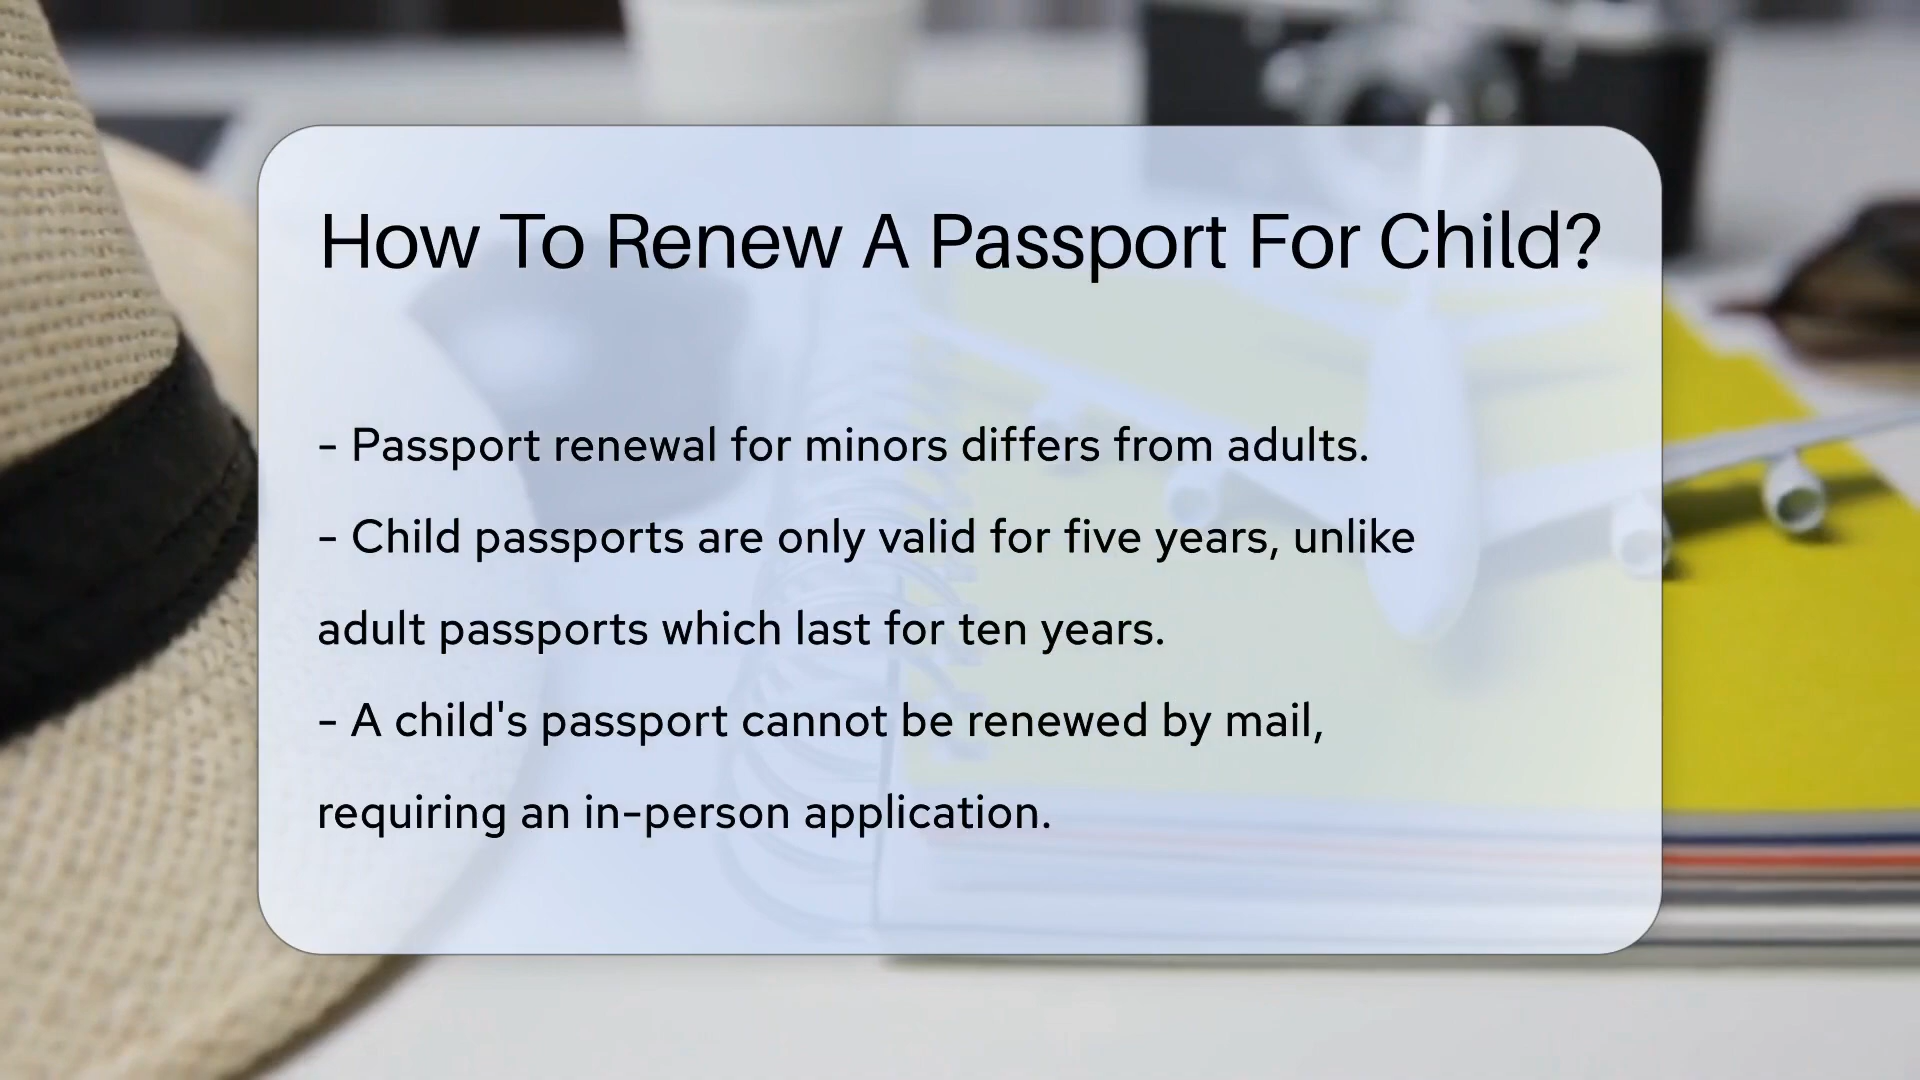 How To Renew A Passport For Child?
- Passport renewal for minors differs from adults.
- Child passports are only valid for five years, unlike
adult passports which last for ten years.
- A child's passport cannot be renewed by mail,
requiring an in-person application.